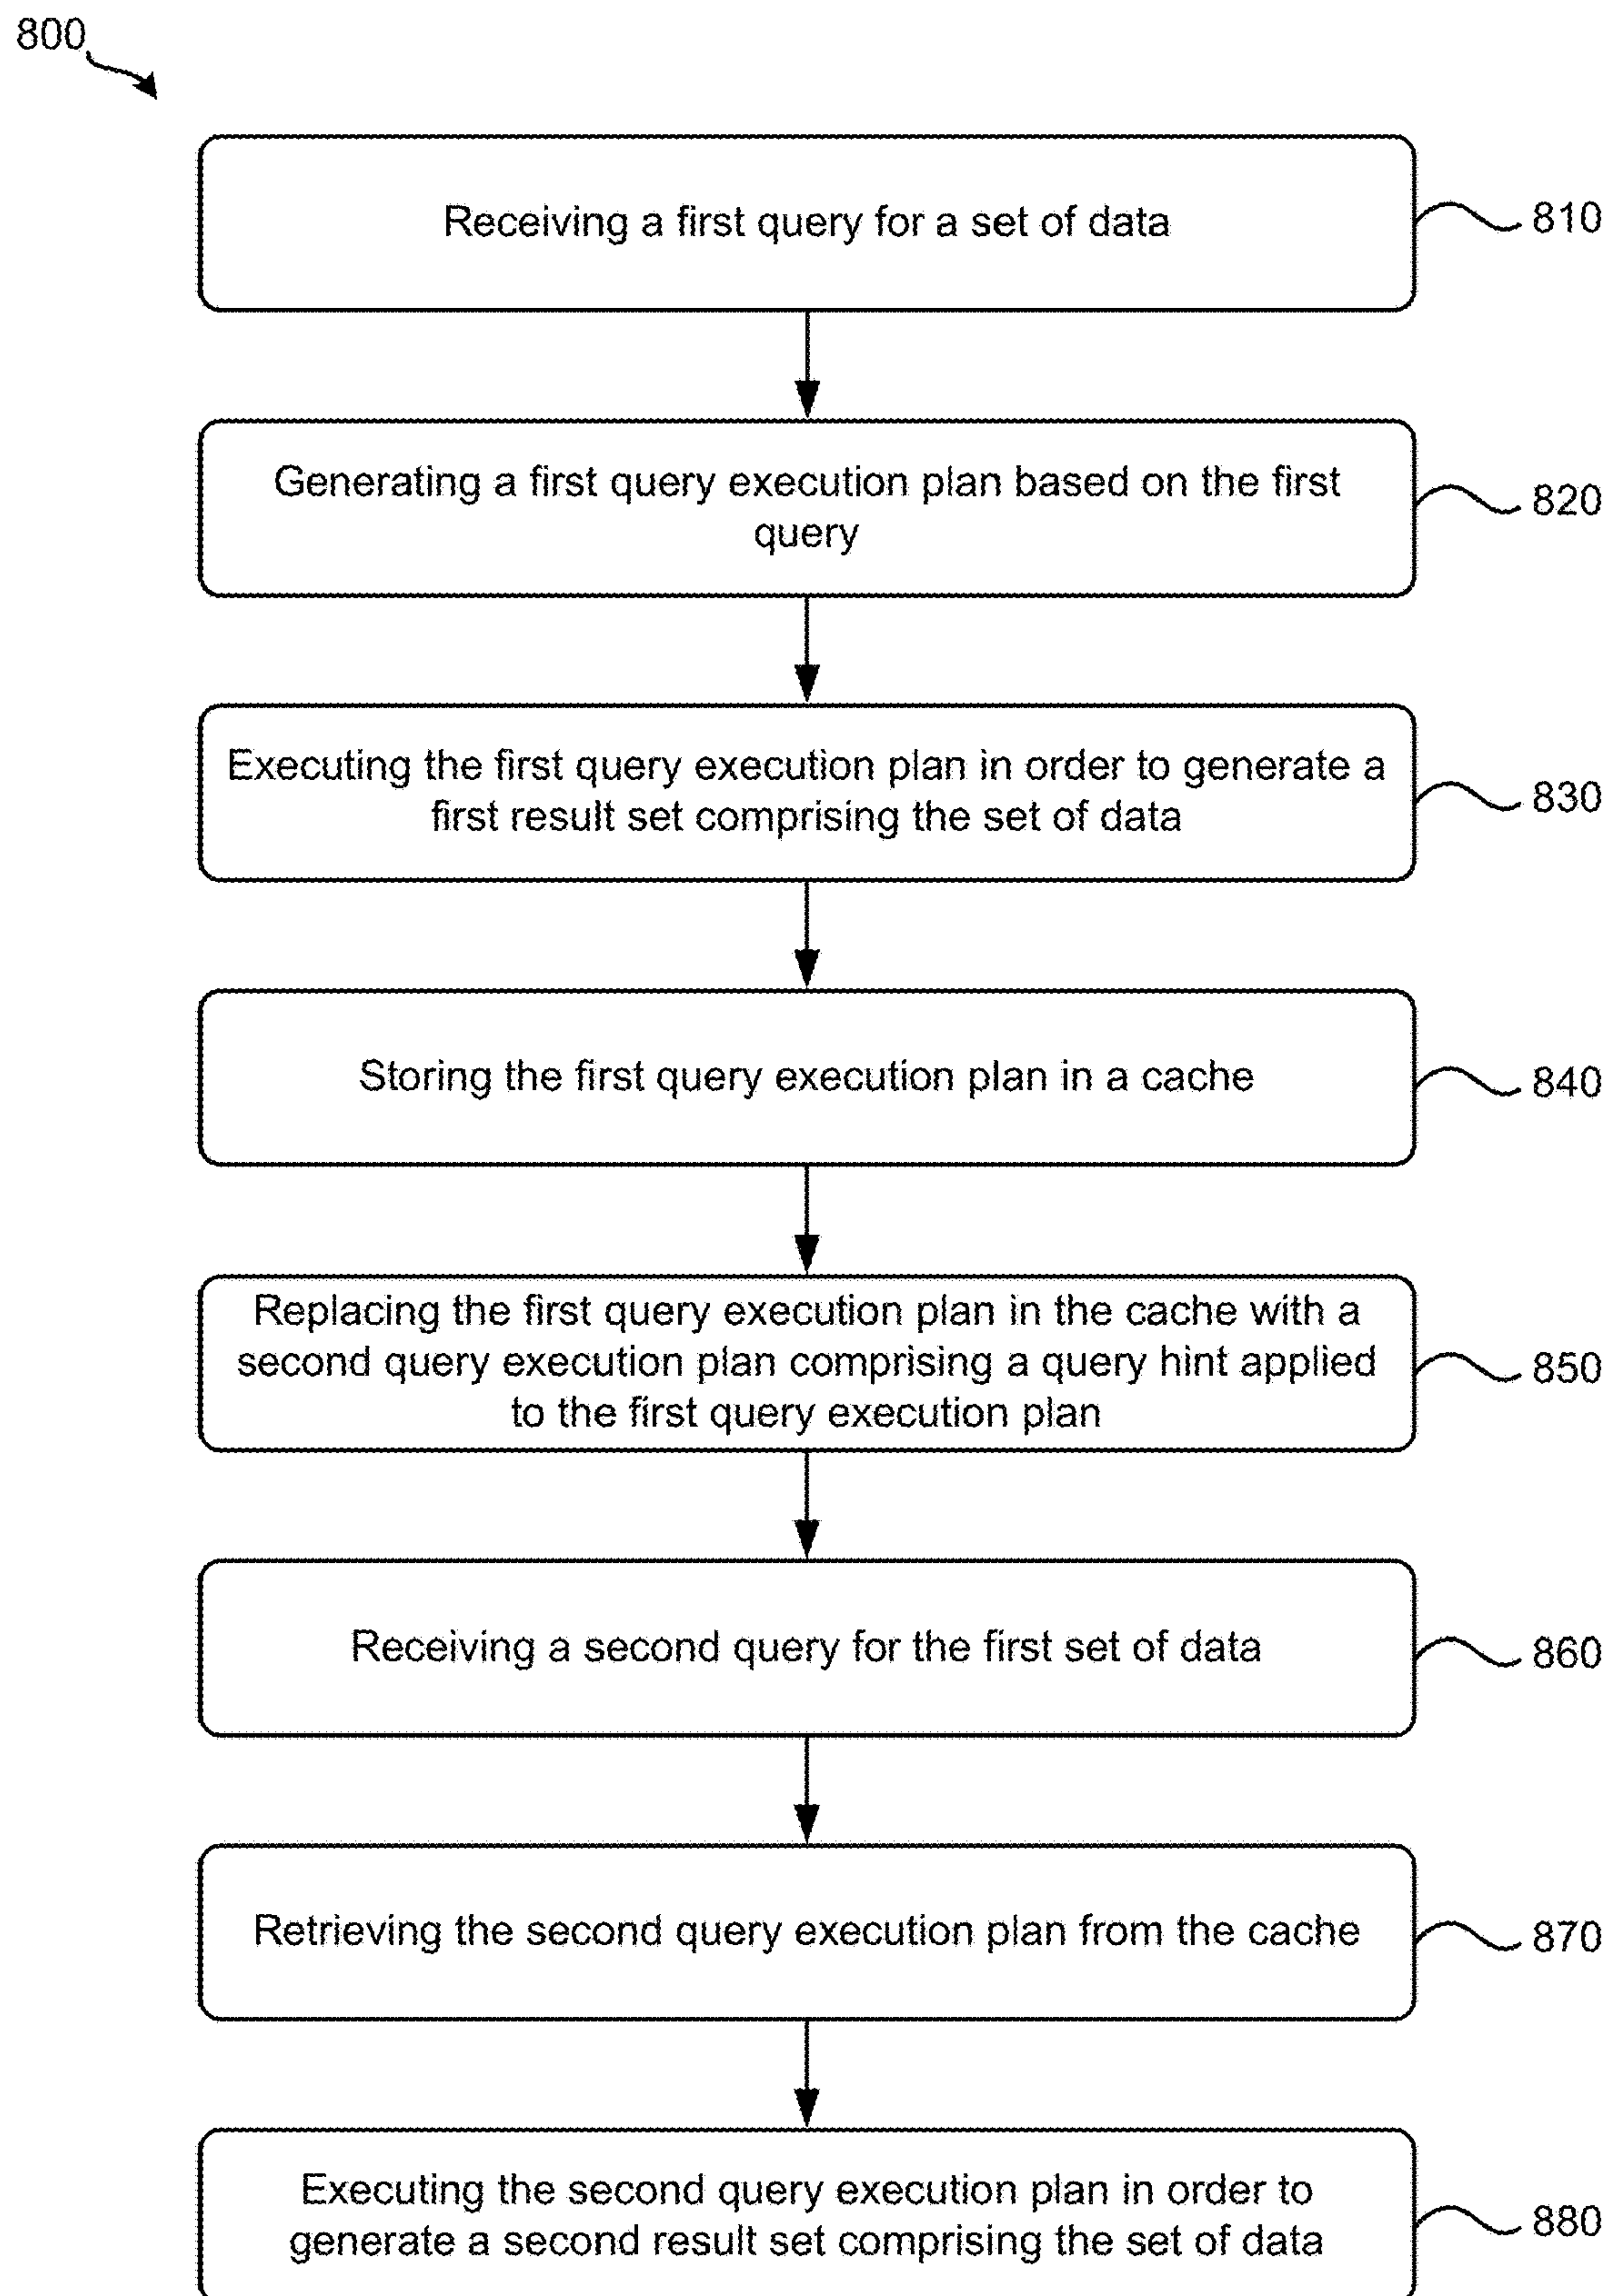 800
Receiving a first query for a set of data
810
Generating a first query execution plan based on the first
query
820
Executing the first query execution plan in order to generate a
first result set comprising the set of data
830
Storing the first query execution plan in a cache
840
Replacing the first query execution plan in the cache with a
second query execution plan comprising a query hint applied
to the first query execution plan
850
Receiving a second query for the first set of data
860
Retrieving the second query execution plan from the cache
870
Executing the second query execution plan in order to
generate a second result set comprising the set of data
880